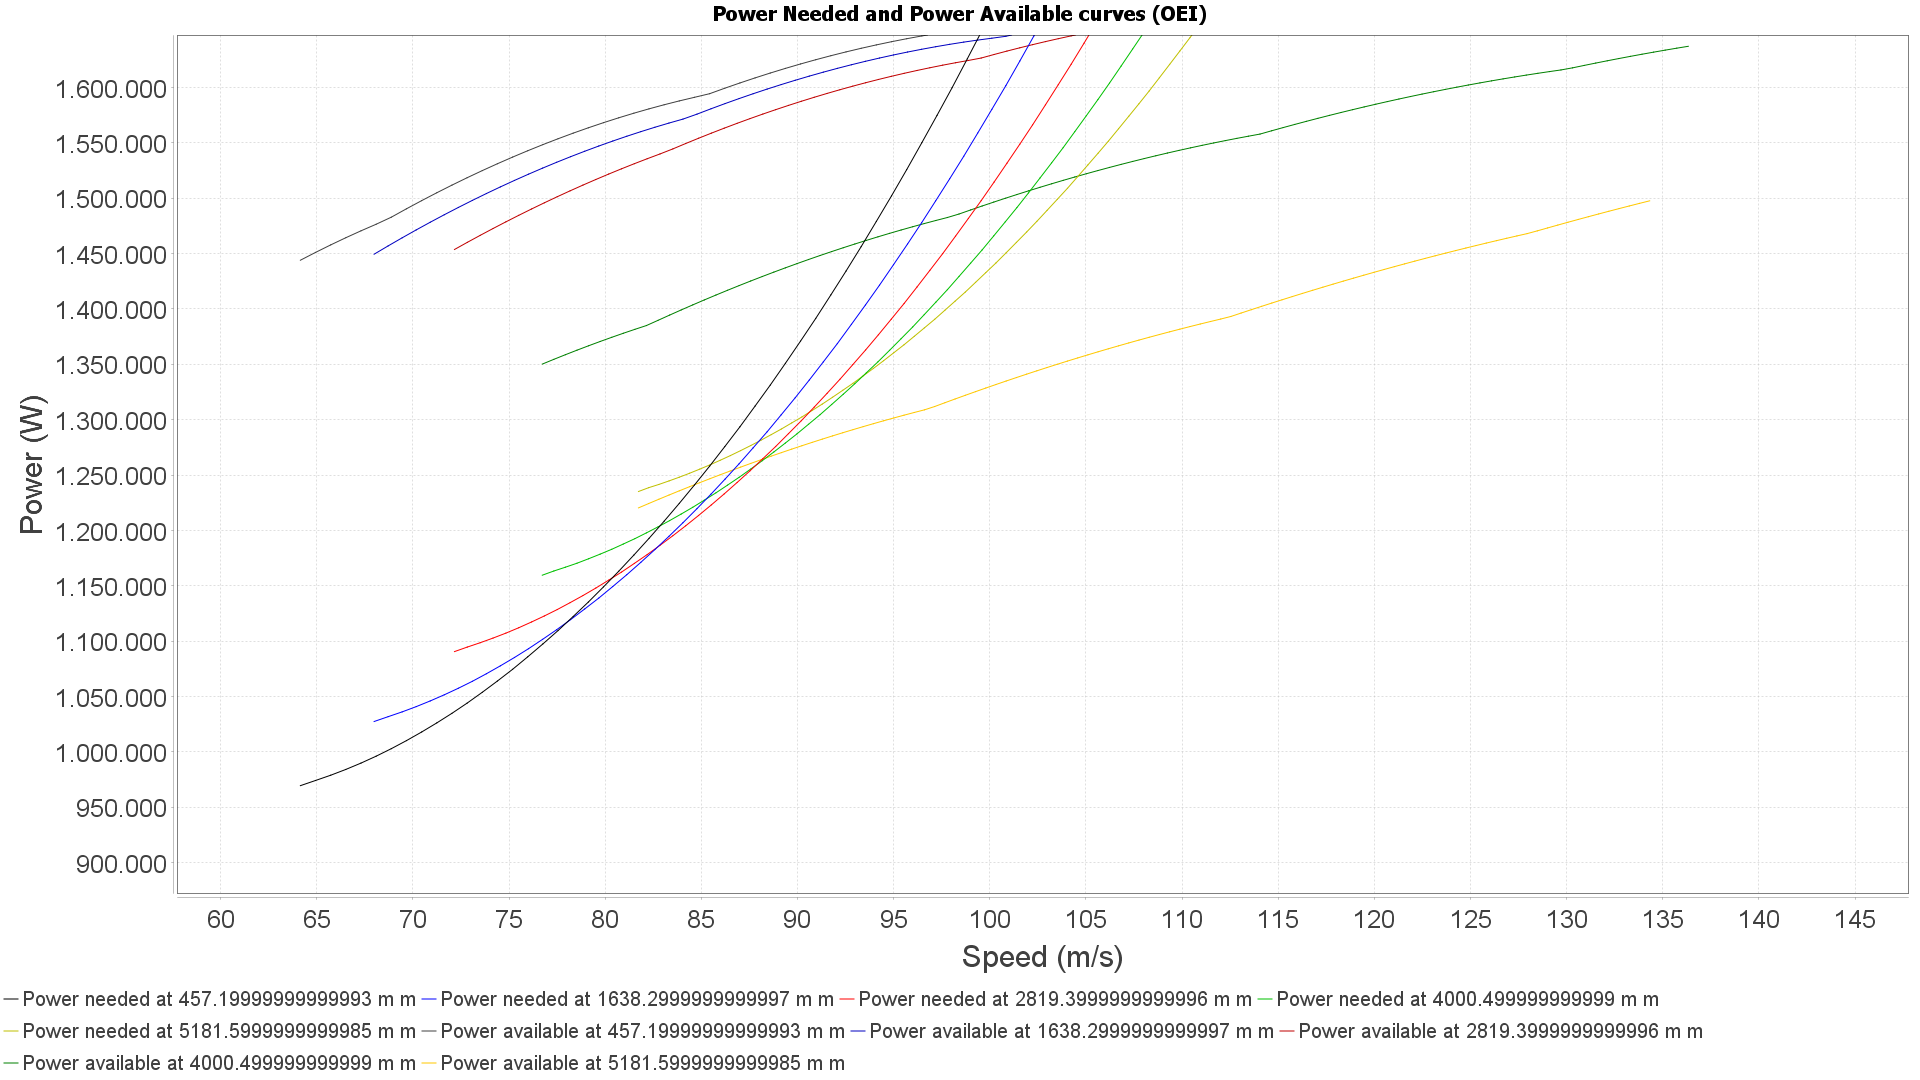 Power Needed and Power Available curves (OEI)
1.600.000
1.550.000
1.500.000
1.450.000
1.400.000
1.350.000
1.300.000
1.250.000
1.200.000
1.150.000
1.100.000
1.050.000
1.000.000
950.000
900.000
Power (W)
60 65 70 75 80 85 90 95 100 105 110 115 120 125 130 135 140 145
Speed (m/s)
Power needed at 457.19999999999993 m m Power needed at 1638.2999999999997 m m Power needed at 2819.3999999999996 m m Power needed at 4000.499999999999 m m
Power needed at 5181.5999999999985 m m Power available at 457.19999999999993 m m Power available at 1638.2999999999997 m m Power available at 2819.3999999999996 m m
Power available at 4000.499999999999 m m Power available at 5181.5999999999985 m m